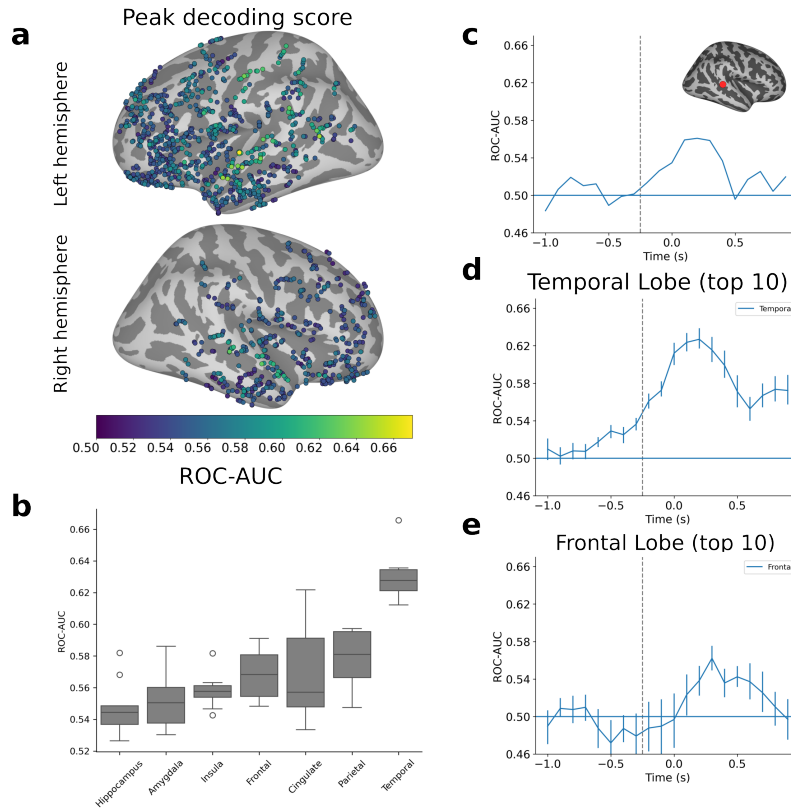 Peak decoding score
a
Left hemisphere
Right hemisphere
0.50 0.52 0.54 0.56 0.58 0.60 0.62 0.64 0.66
ROC-AUC
b
0.66
0.64
0.62
0.60
0.58
0.56
0.54
0.52
ROC-AUC
Hippocampus
Amygdala
Insula
Frontal
Cingulate
Parietal
Temporal
c
0.66
0.62
0.58
0.54
0.50
0.46
ROC-AUC
−1.0 −0.5 0.0 0.5
Time (s)
d
Temporal Lobe (top 10)
Tempora
0.66
0.62
0.58
0.54
0.50
0.46
ROC-AUC
−1.0 −0.5 0.0 0.5
Time (s)
e
Frontal Lobe (top 10)
Fronta
0.66
0.62
0.58
0.54
0.50
0.46
ROC-AUC
−1.0 −0.5 0.0 0.5
Time (s)